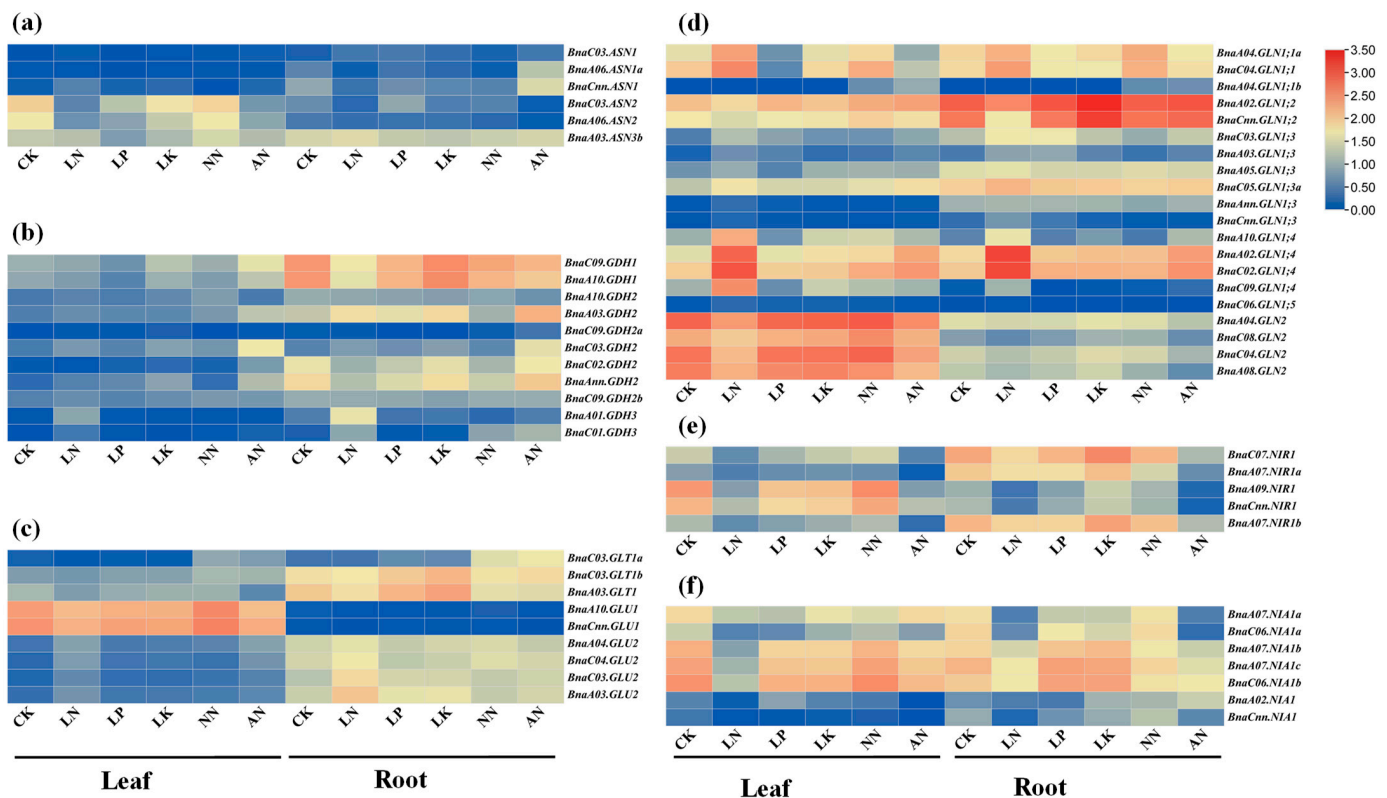 (a)
BnaC03.ASN1
BnaA06.ASN1a
BnaCnn.ASN1
BnaC03.ASN2
BnaA06.ASN2
BnaA03.ASN3b
CK LN LP LK NN AN CK LN LP LK NN AN
(b)
BnaC09.GDH1
BnaA10.GDH1
BnaA10.GDH2
BnaA03.GDH2
BnaC09.GDH2a
BnaC03.GDH2
BnaC02.GDH2
BnaAnn.GDH2
BnaC09.GDH2b
BnaA01.GDH3
BnaC01.GDH3
CK LN LP LK NN AN CK LN LP LK NN AN
(c)
BnaC03.GLT1a
BnaC03.GLT1b
BnaA03.GLT1
BnaA10.GLU1
BnaCnn.GLU1
BnaA04.GLU2
BnaC04.GLU2
BnaC03.GLU2
BnaA03.GLU2
CK LN LP LK NN AN CK LN LP LK NN AN
Leaf Root
(d)
BnaA04.GLN1;1a
BnaC04.GLN1;1
BnaA04.GLN1;1b
BnaA02.GLN1;2
BnaCnn.GLN1;2
BnaC03.GLN1;3
BnaA03.GLN1;3
BnaA05.GLN1;3
BnaC05.GLN1;3a
BnaAnn.GLN1;3
BnaCnn.GLN1;3
BnaA10.GLN1;4
BnaA02.GLN1;4
BnaC02.GLN1;4
BnaC09.GLN1;4
BnaC06.GLN1;5
BnaA04.GLN2
BnaC08.GLN2
BnaC04.GLN2
BnaA08.GLN2
CK LN LP LK NN AN CK LN LP LK NN AN
3.50
3.00
2.50
2.00
1.50
1.00
0.50
0.00
(e)
BnaC07.NIR1
BnaA07.NIR1a
BnaA09.NIR1
BnaCnn.NIR1
BnaA07.NIR1b
CK LN LP LK NN AN CK LN LP LK NN AN
(f)
BnaA07.NIA1a
BnaC06.NIA1a
BnaA07.NIA1b
BnaA07.NIA1c
BnaC06.NIA1b
BnaA02.NIA1
BnaCnn.NIA1
CK LN LP LK NN AN CK LN LP LK NN AN
Leaf Root